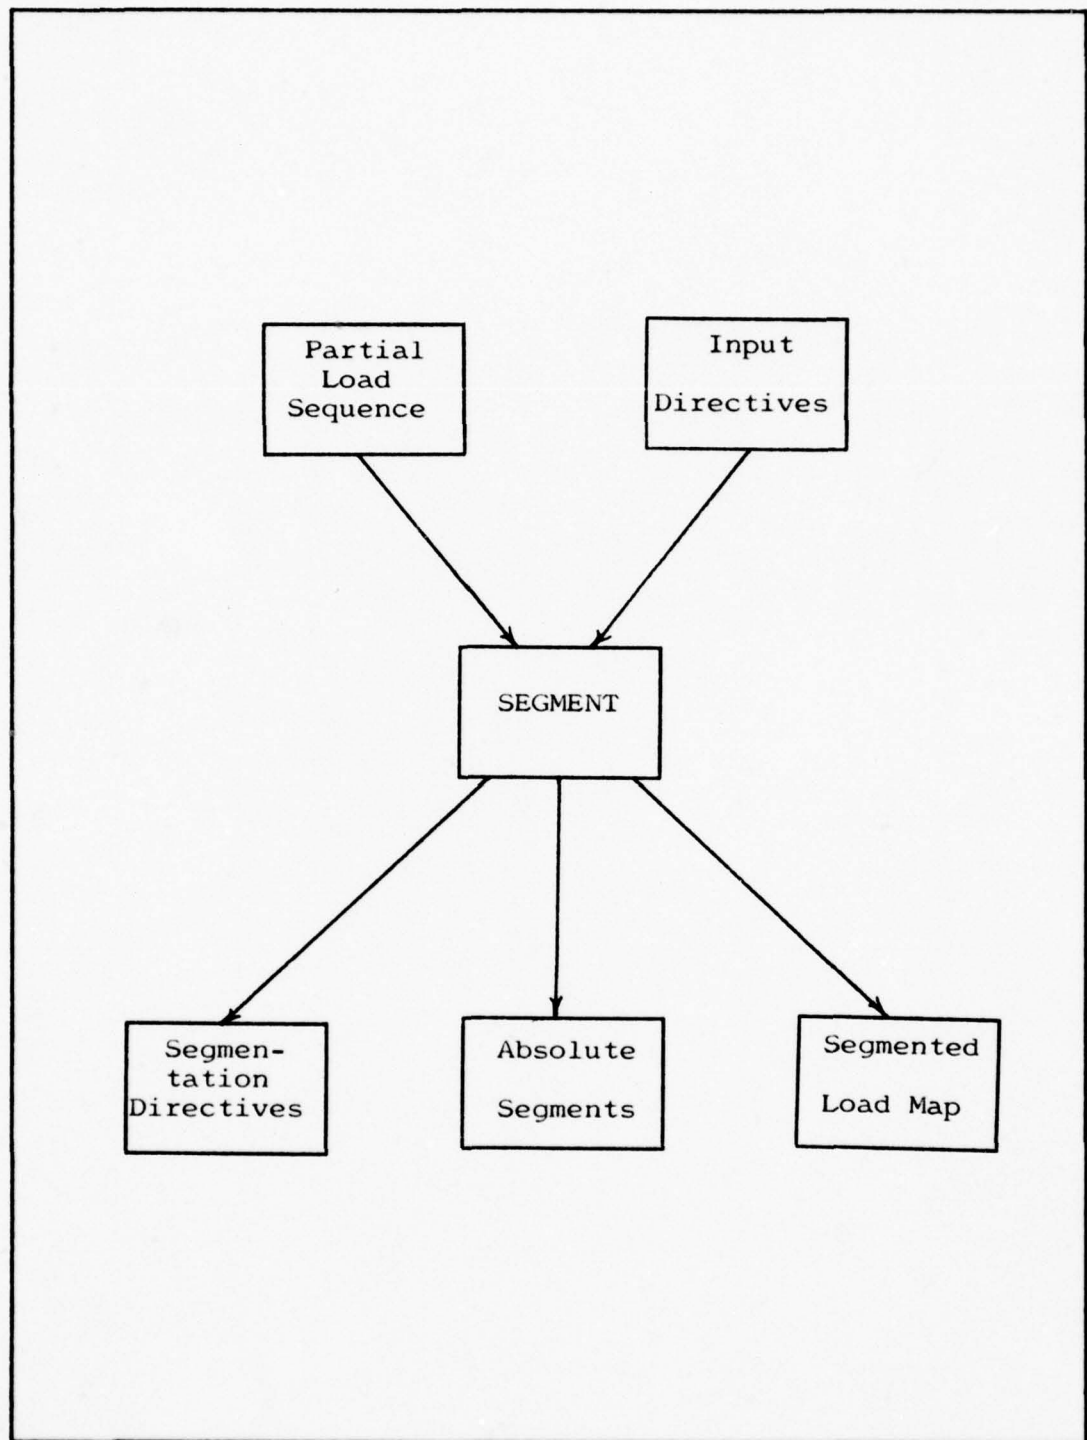 Partial
Load
Sequence
Input
Directives
SEGMENT
Segmen-
tation
Directives
Absolute
Segments
Segmented
Load Map